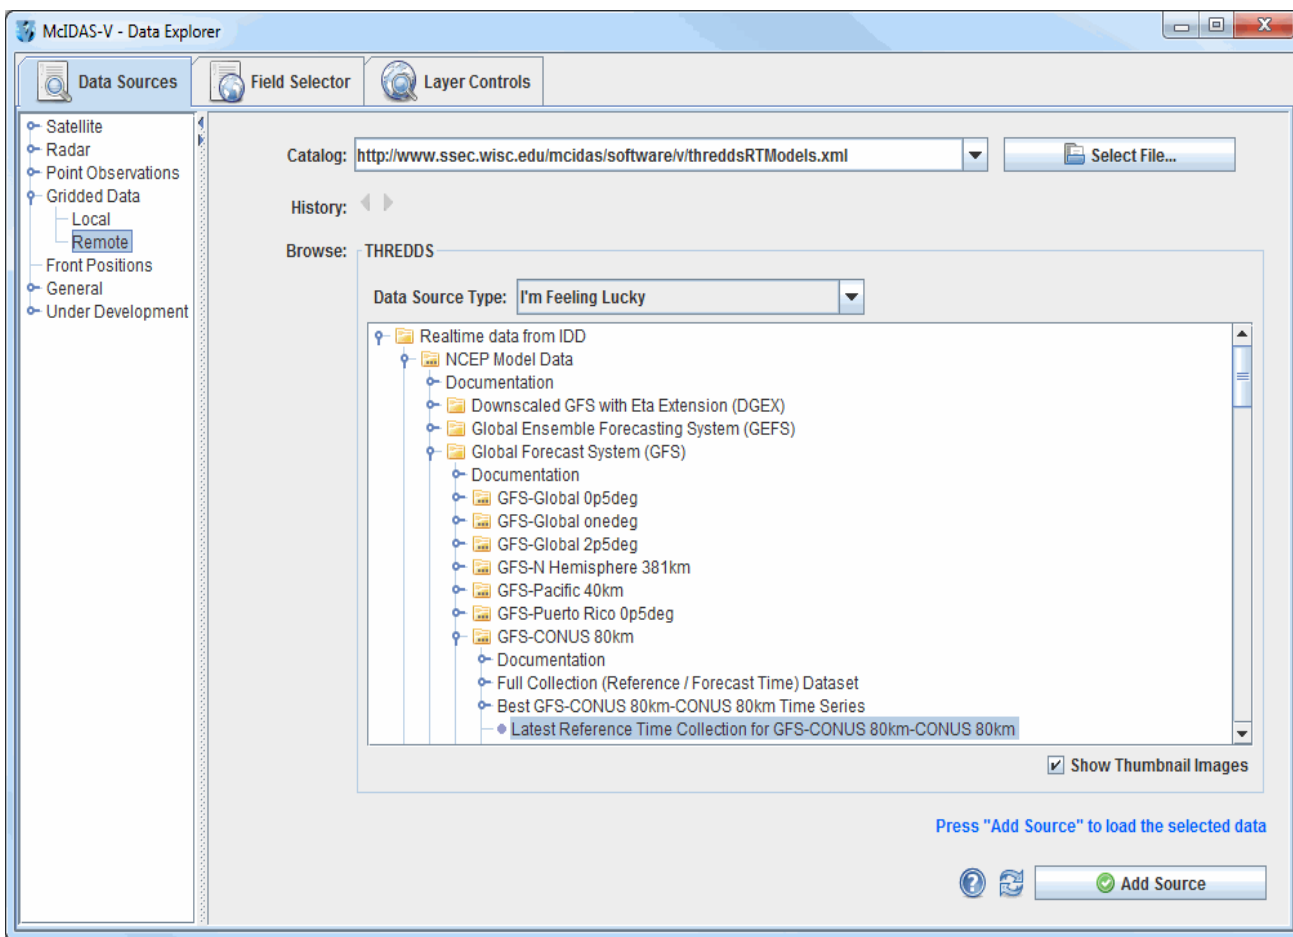 McIDAS-V - Data Explorer
Data Sources
Field Selector
Layer Controls
Satellite
Radar
Point Observations
Gridded Data
Local
Remote
Front Positions
General
Under Development
Catalog: http://www.ssec.wisc.edu/mcidas/software/v/threddsRTModels.xml Select File...
History:
Browse: THREDDS
Data Source Type: I'm Feeling Lucky
Realtime data from IDD
NCEP Model Data
Documentation
Downscaled GFS with Eta Extension (DGEX)
Global Ensemble Forecasting System (GEFS)
Global Forecast System (GFS)
Documentation
GFS-Global 0p5deg
GFS-Global onedeg
GFS-Global 2p5deg
GFS-N Hemisphere 381km
GFS-Pacific 40km
GFS-Puerto Rico 0p5deg
GFS-CONUS 80km
Documentation
Full Collection (Reference / Forecast Time) Dataset
Best GFS-CONUS 80km-CONUS 80km Time Series
Latest Reference Time Collection for GFS-CONUS 80km-CONUS 80km
Show Thumbnail Images
Press "Add Source" to load the selected data
? Add Source